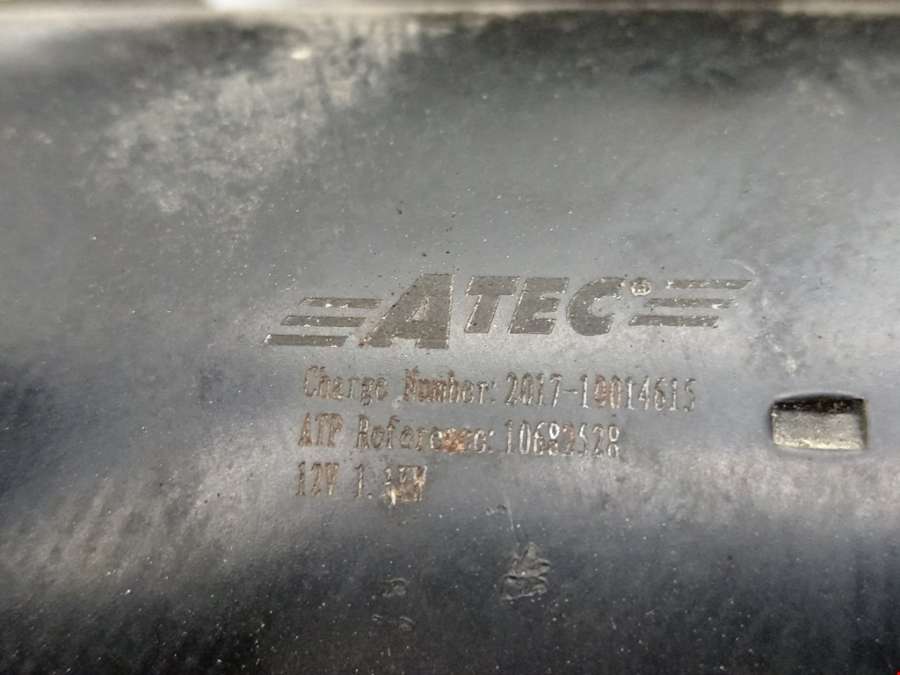 ATEC®
Charge Number: 2017-10014615
ATP Reference: 10682528
12V